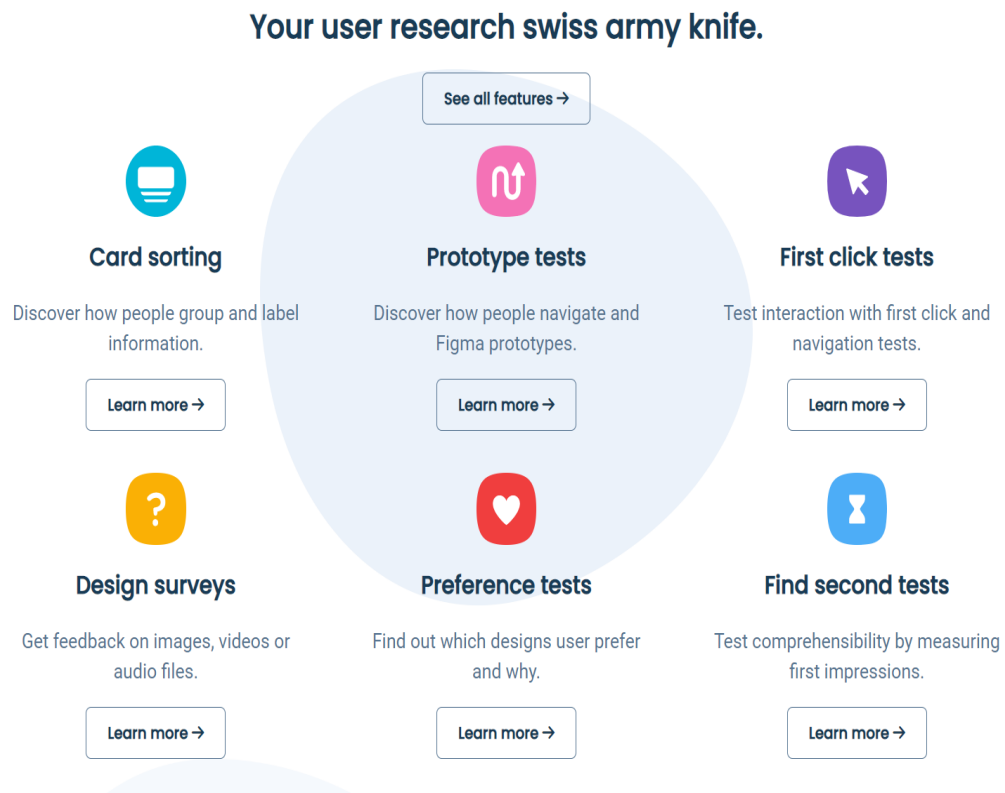 Your user research swiss army knife.
See all features →
Card sorting
Discover how people group and label
information.
Learn more →
Prototype tests
Discover how people navigate and
Figma prototypes.
Learn more →
First click tests
Test interaction with first click and
navigation tests.
Learn more →
?
Design surveys
Get feedback on images, videos or
audio files.
Learn more →
Preference tests
Find out which designs user prefer
and why.
Learn more →
Find second tests
Test comprehensibility by measuring
first impressions.
Learn more →